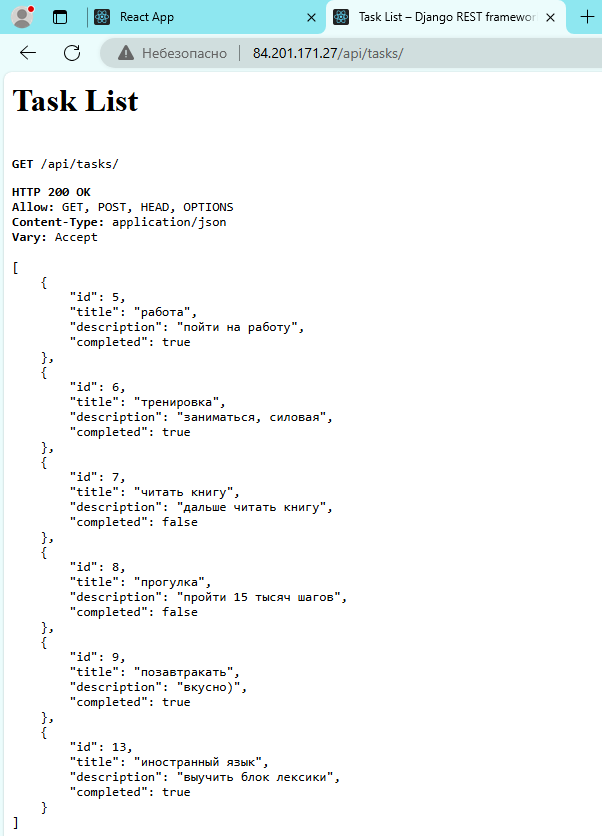 React App
Task List – Django REST framewor
Небезопасно 84.201.171.27/api/tasks/
Task List
GET /api/tasks/
HTTP 200 OK
Allow: GET, POST, HEAD, OPTIONS
Content-Type: application/json
Vary: Accept
[
    {
        "id": 5,
        "title": "работа",
        "description": "пойти на работу",
        "completed": true
    },
    {
        "id": 6,
        "title": "тренировка",
        "description": "заниматься, силовая",
        "completed": true
    },
    {
        "id": 7,
        "title": "читать книгу",
        "description": "дальше читать книгу",
        "completed": false
    },
    {
        "id": 8,
        "title": "прогулка",
        "description": "пройти 15 тысяч шагов",
        "completed": false
    },
    {
        "id": 9,
        "title": "позавтракать",
        "description": "вкусно)",
        "completed": true
    },
    {
        "id": 13,
        "title": "иностранный язык",
        "description": "выучить блок лексики",
        "completed": true
    }
]